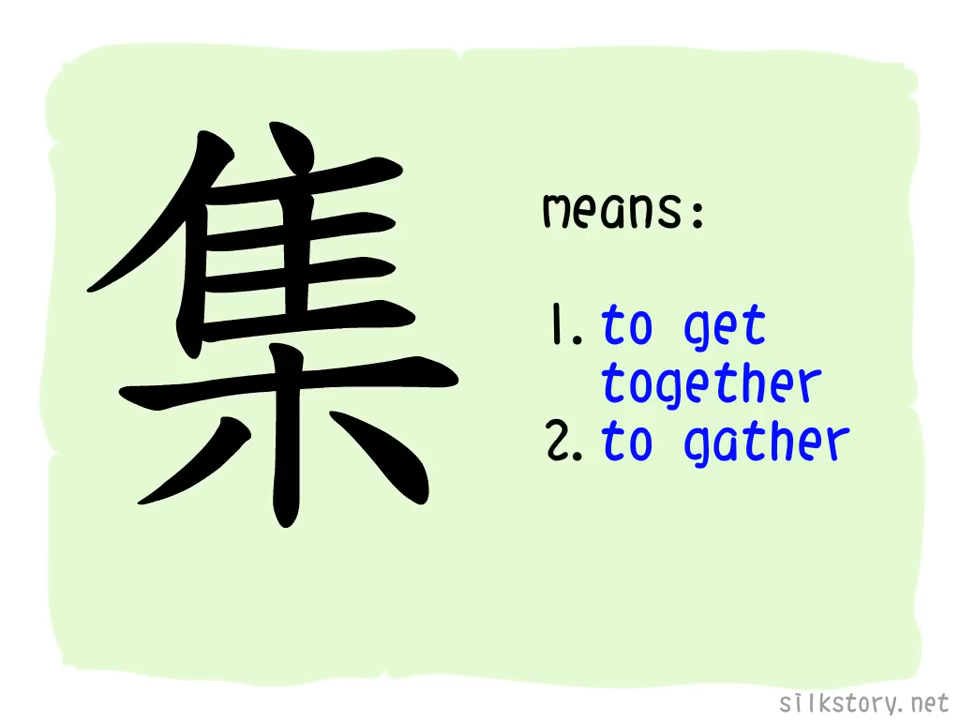 集
means:
1. to get
together
2. to gather
silkstory.net